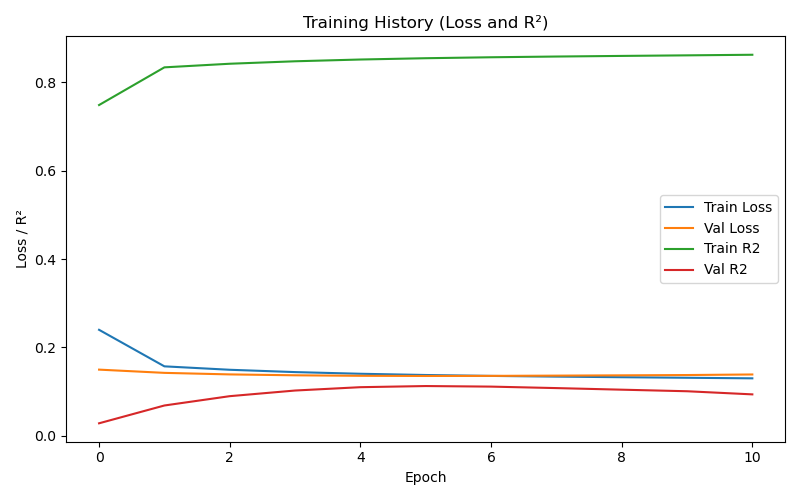 Training History (Loss and R²)
Loss / R²
0.8
0.6
0.4
0.2
0.0
Train Loss
Val Loss
Train R2
Val R2
0 2 4 6 8 10
Epoch